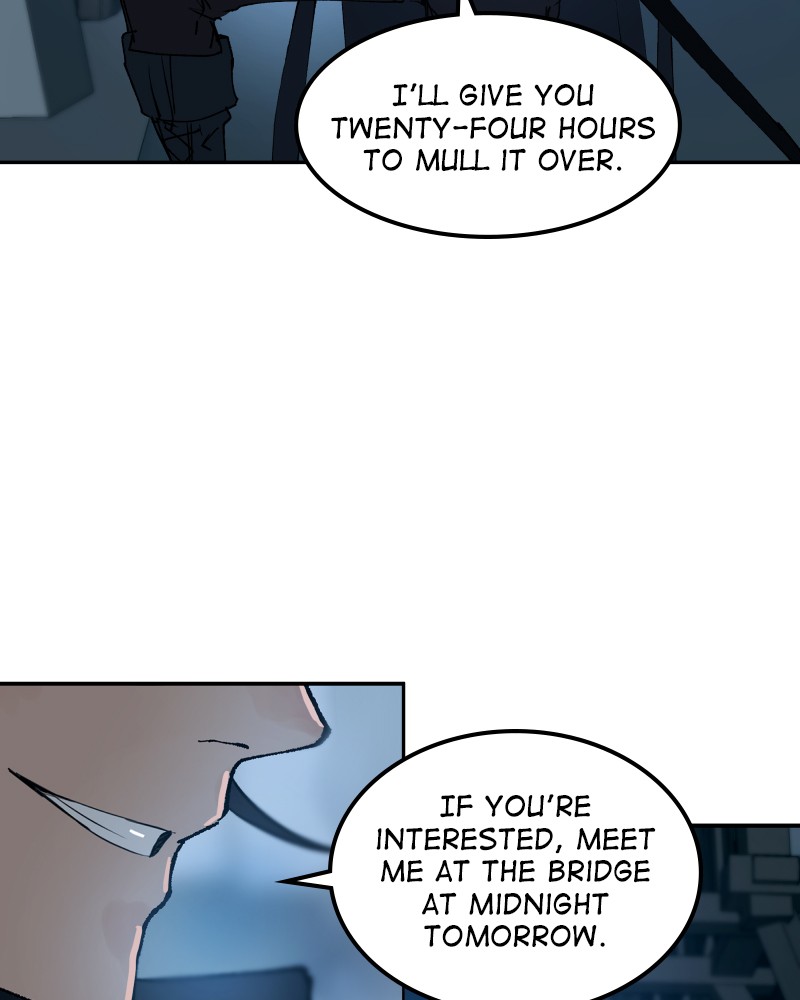 I'LL GIVE YOU
TWENTY-FOUR HOURS
TO MULL IT OVER.
IF YOU'RE
INTERESTED, MEET
ME AT THE BRIDGE
AT MIDNIGHT
TOMORROW.